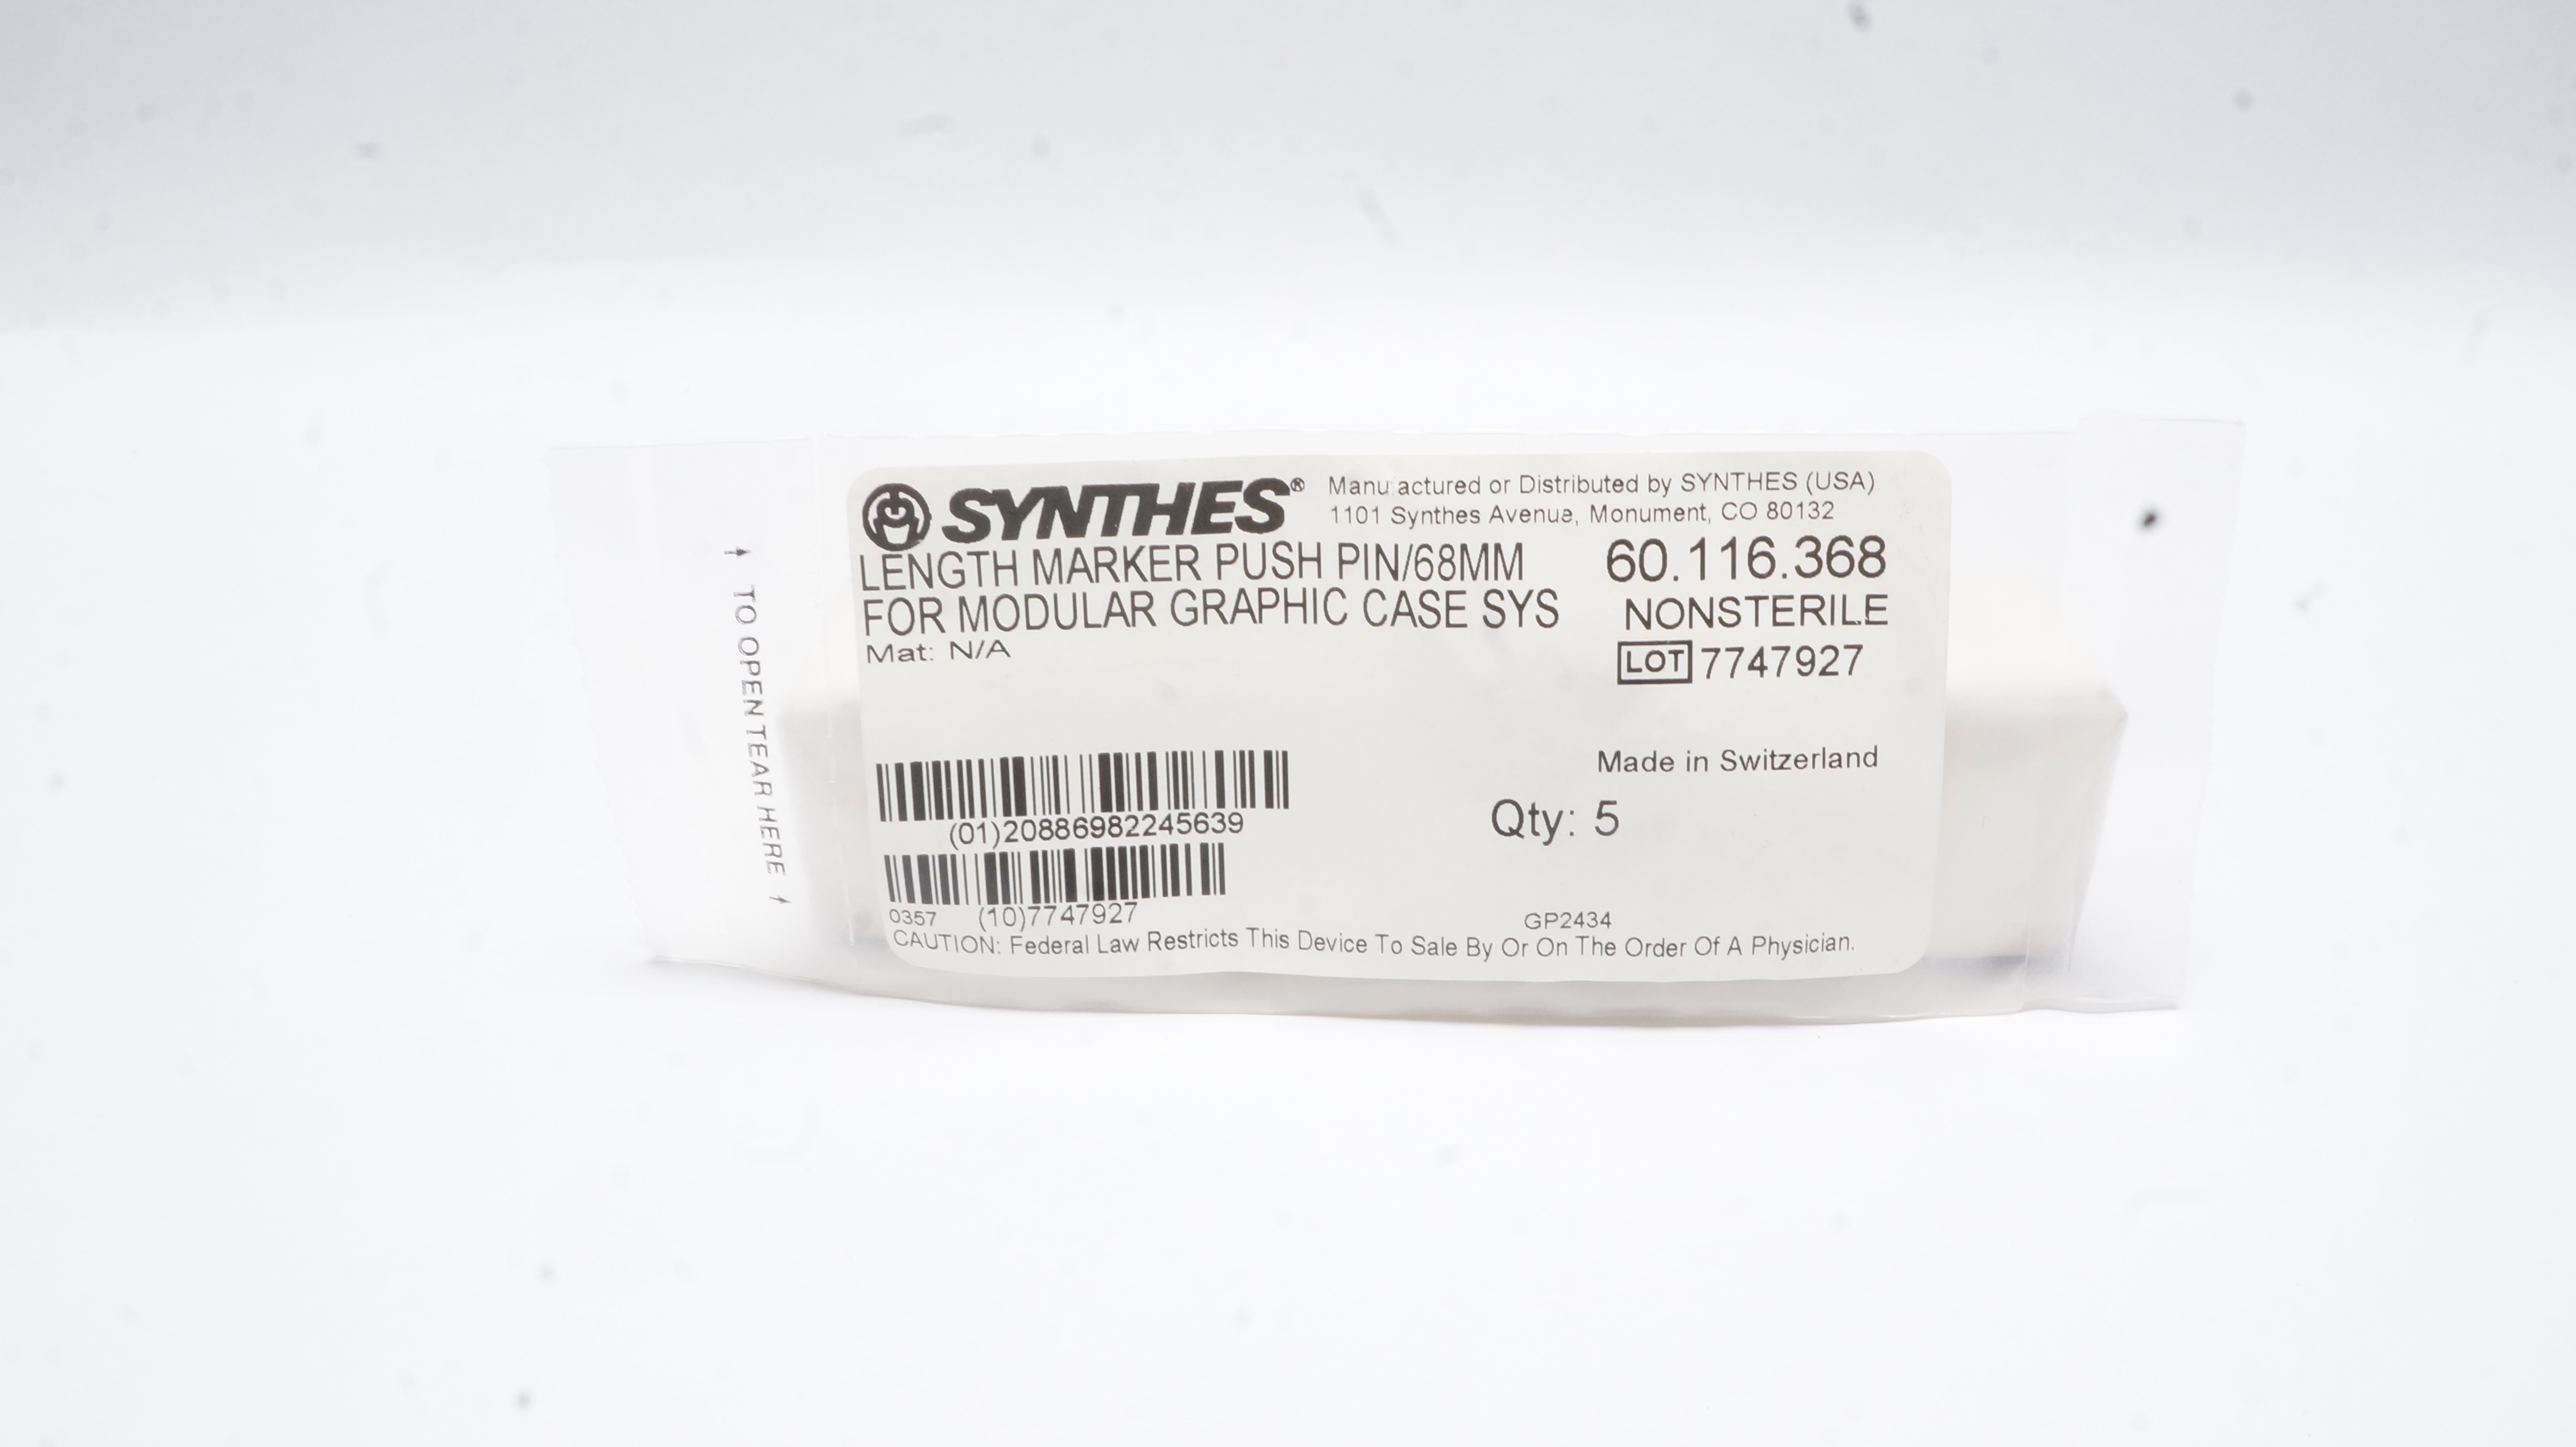 SYNTHES®
Manu actured or Distributed by SYNTHES (USA)
1101 Synthes Avenue, Monument, CO 80132
LENGTH MARKER PUSH PIN/68MM
FOR MODULAR GRAPHIC CASE SYS
Mat: N/A
60.116.368
NONSTERILE
LOT 7747927
Made in Switzerland
Qty: 5
(01)20886982245639
0357 (10)7747927
GP2434
CAUTION: Federal Law Restricts This Device To Sale By Or On The Order Of A Physician.
TO OPEN TEAR HERE